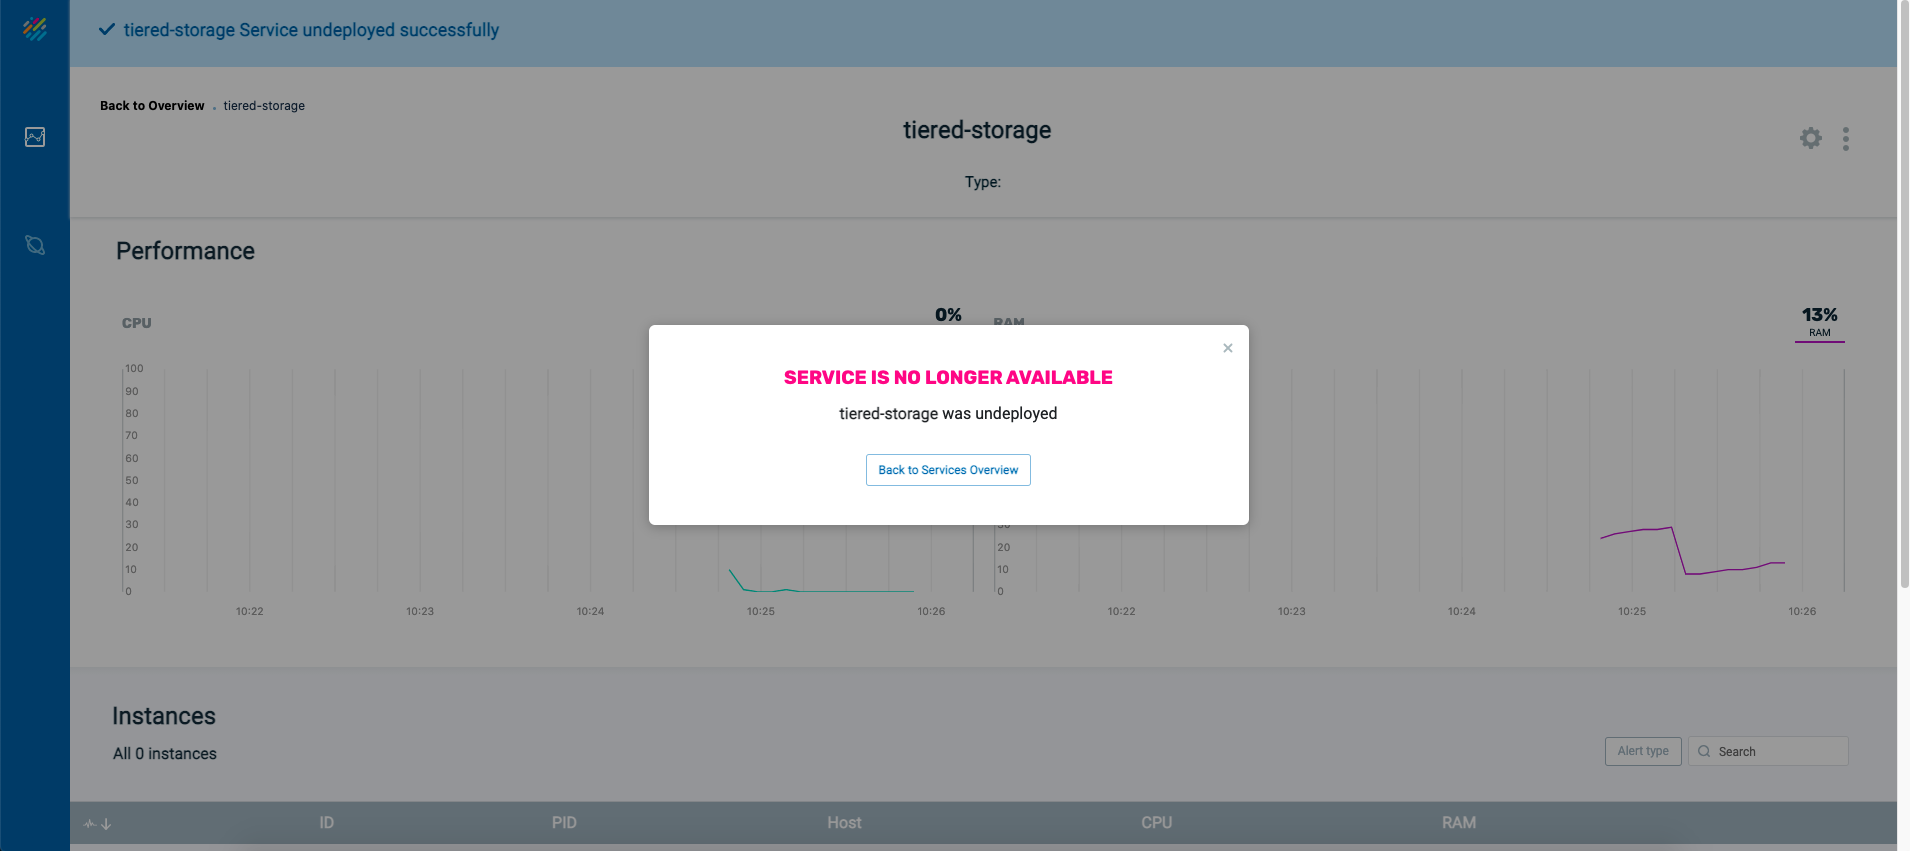 tiered-storage Service undeployed successfully
Back to Overview . tiered-storage
tiered-storage
Type:
Performance
CPU
0%
RAM
13%
RAM
100
90
80
70
60
50
40
30
20
10
0
10:22 10:23 10:24 10:25 10:26
30
20
10
0
10:22 10:23 10:24 10:25 10:26
SERVICE IS NO LONGER AVAILABLE
tiered-storage was undeployed
Back to Services Overview
Instances
All 0 instances
Alert type
Search
ID PID Host CPU RAM